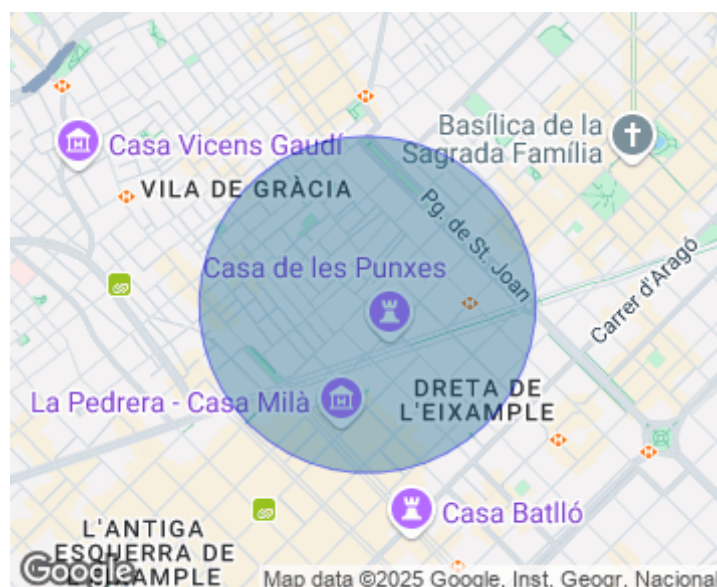 Casa Vicens Gaudí
Basílica de la
Sagrada Família
VILA DE GRÀCIA
Pg. de St. Joan
Casa de les Punxes
Carrer d'Aragó
La Pedrera - Casa Milà
DRETA DE
L'EIXAMPLE
Casa Batlló
L'ANTIGA
ESQUERRA DE
L'EIXAMPLE
Google
Map data ©2025 Google, Inst. Geogr. Nacional